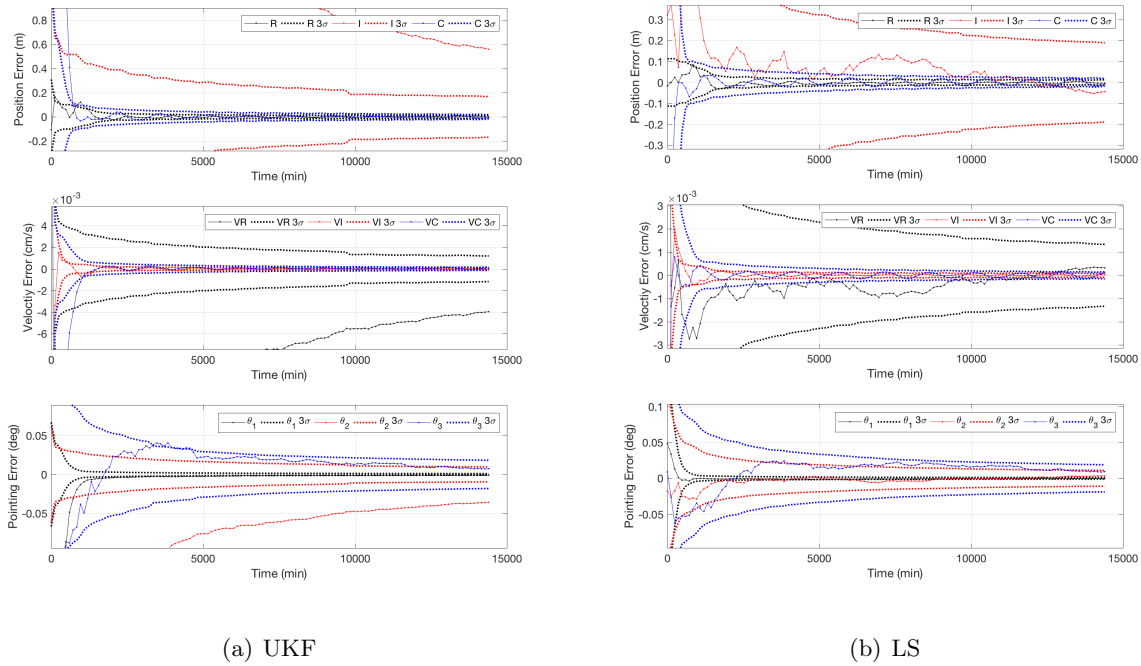 R R 3σ I I 3σ C C 3σ
0.8
0.6
0.4
0.2
0
-0.2
Position Error (m)
0 5000 10000 15000
Time (min)
×10-3
VR VR 3σ VI VI 3σ VC VC 3σ
4
2
0
-2
-4
-6
Veloctiy Error (cm/s)
0 5000 10000 15000
Time (min)
θ1 θ1 3σ θ2 θ2 3σ θ3 θ3 3σ
0.05
0
-0.05
Pointing Error (deg)
0 5000 10000 15000
Time (min)
(a) UKF
R R 3σ I I 3σ C C 3σ
0.3
0.2
0.1
0
-0.1
-0.2
-0.3
Position Error (m)
0 5000 10000 15000
Time (min)
×10-3
VR VR 3σ VI VI 3σ VC VC 3σ
3
2
1
0
-1
-2
-3
Veloctiy Error (cm/s)
0 5000 10000 15000
Time (min)
θ1 θ1 3σ θ2 θ2 3σ θ3 θ3 3σ
0.1
0.05
0
-0.05
Pointing Error (deg)
0 5000 10000 15000
Time (min)
(b) LS